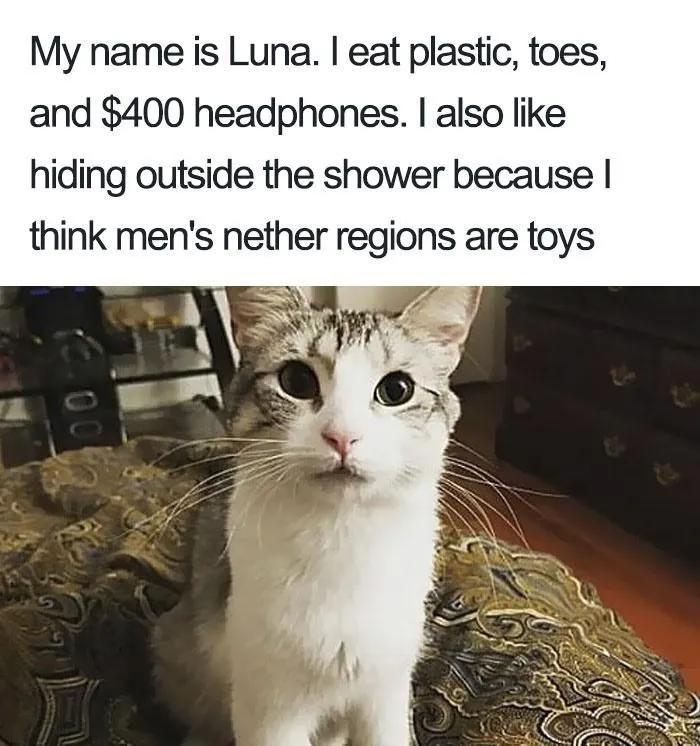 My name is Luna. I eat plastic, toes,
and $400 headphones. I also like
hiding outside the shower because I
think men's nether regions are toys